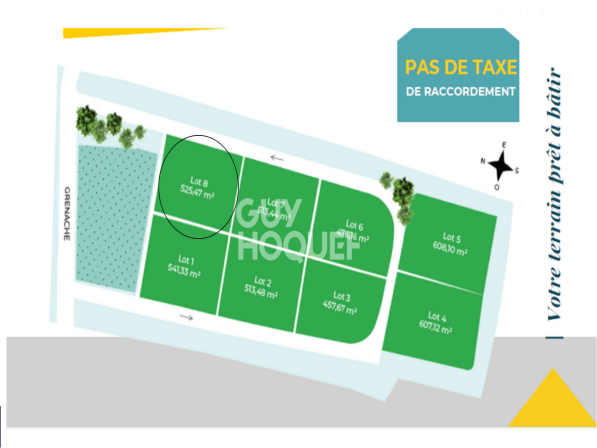 PAS DE TAXE
DE RACCORDEMENT
Votre terrain prêt à bâtir
E
N
S
O
GRENACHE
Lot 8
525,47 m²
Lot 7
Lot 6
Lot 5
608,10 m²
GUY
HOQUET
Lot 1
541,33 m²
Lot 2
513,48 m²
Lot 3
457,67 m²
Lot 4
607,12 m²